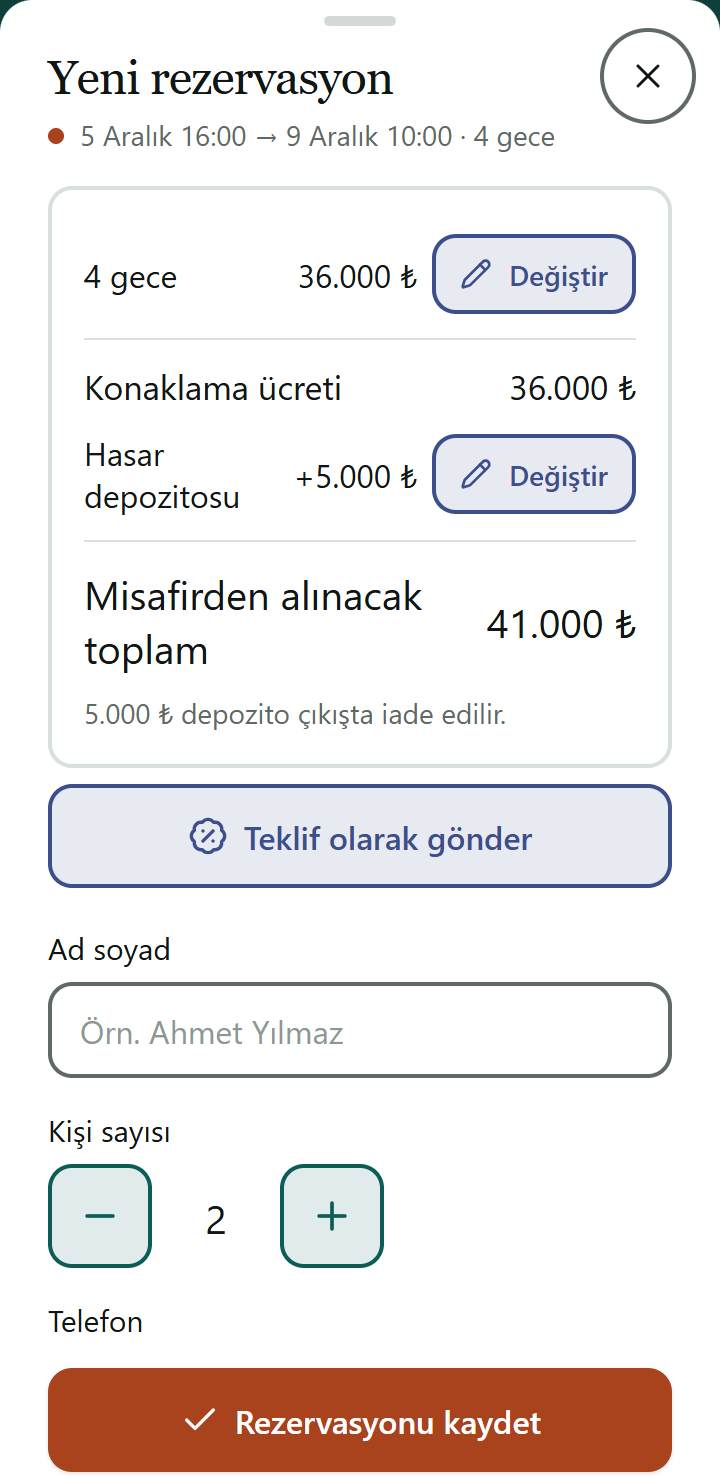 Yeni rezervasyon
5 Aralık 16:00 → 9 Aralık 10:00 · 4 gece
4 gece 36.000 ₺ Değiştir
Konaklama ücreti 36.000 ₺
Hasar depozitosu +5.000 ₺ Değiştir
Misafirden alınacak toplam 41.000 ₺
5.000 ₺ depozito çıkışta iade edilir.
Teklif olarak gönder
Ad soyad
Örn. Ahmet Yılmaz
Kişi sayısı
− 2 +
Telefon
Rezervasyonu kaydet